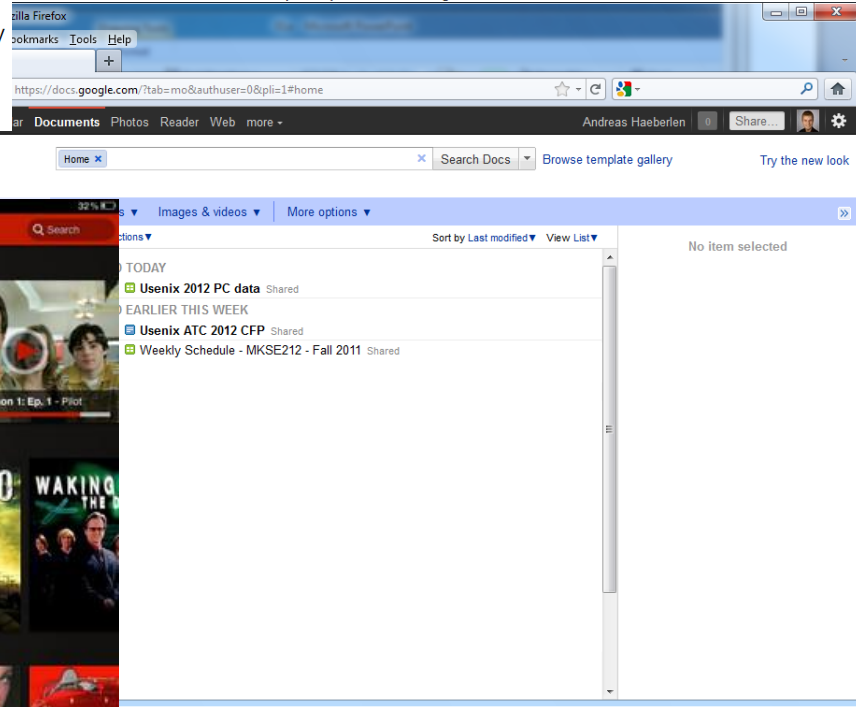 zilla Firefox
ookmarks Tools Help
https://docs.google.com/?tab=mo&authuser=0&pli=1#home
ar Documents Photos Reader Web more
Andreas Haeberlen 0 Share...
Home × × Search Docs Browse template gallery Try the new look
32%
s ▼ Images & videos ▼ More options ▼ »
Search
ctions▼ Sort by Last modified▼ View List▼
No item selected
TODAY
Usenix 2012 PC data Shared
EARLIER THIS WEEK
Usenix ATC 2012 CFP Shared
Weekly Schedule - MKSE212 - Fall 2011 Shared
on 1: Ep. 1 - Pilot
WAKING
THE D